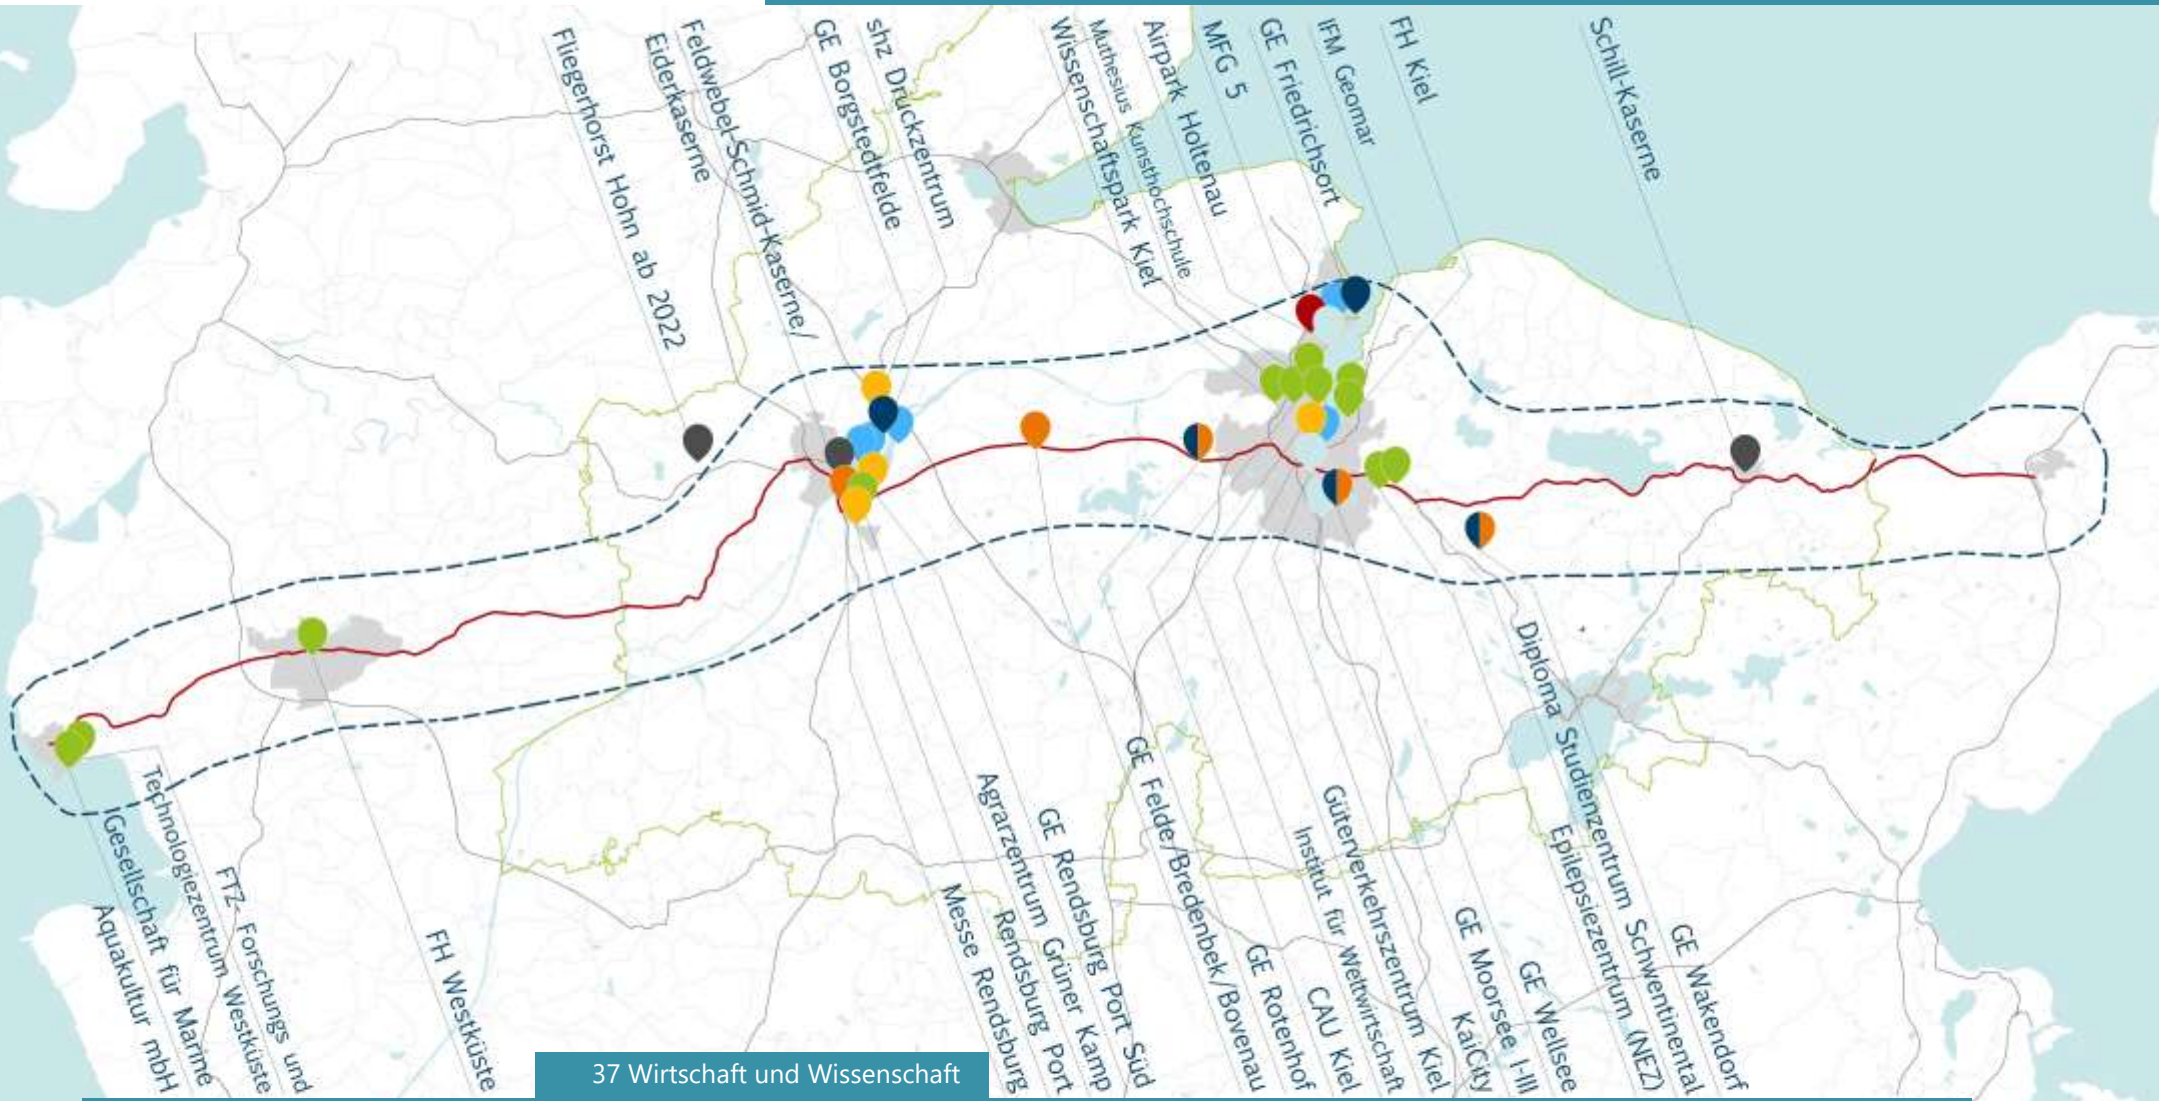 Fliegerhorst Hohn ab 2022
Feldwebel-Schmid-Kaserne/
Eiderkaserne
GE Borgstedtfelde
shz Druckzentrum
Wissenschaftspark Kiel
Muthesius Kunsthochschule
Airpark Holtenau
MFG 5
GE Friedrichsort
IFM Geomar
FH Kiel
Schill-Kaserne
Gesellschaft für Marine
Aquakultur mbH
FTZ- Forschungs und
Technologiezentrum Westküste
FH Westküste
Messe Rendsburg
Rendsburg Port
Agrarzentrum Grüner Kamp
GE Rendsburg Port Süd
GE Felde/Bredenbek/Bovenau
GE Rotenhof
CAU Kiel
Institut für Weltwirtschaft
Güterverkehrszentrum Kiel
KaiCity
GE Moorsee I-III
GE Wellsee
Epilepsiezentrum (NEZ)
Diploma Studienzentrum Schwentinental
GE Wakendorf
37 Wirtschaft und Wissenschaft